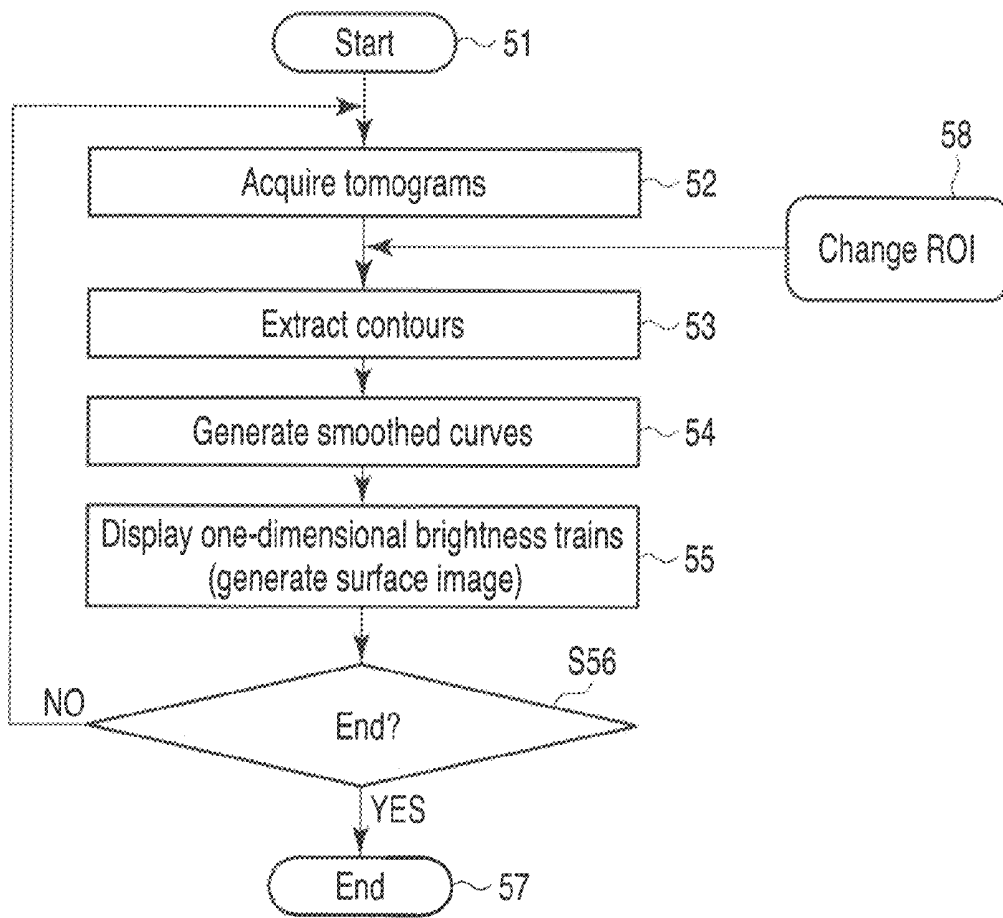 Start
51
Acquire tomograms
52
58
Change ROI
Extract contours
53
Generate smoothed curves
54
Display one-dimensional brightness trains
(generate surface image)
55
S56
NO
End?
YES
End
57